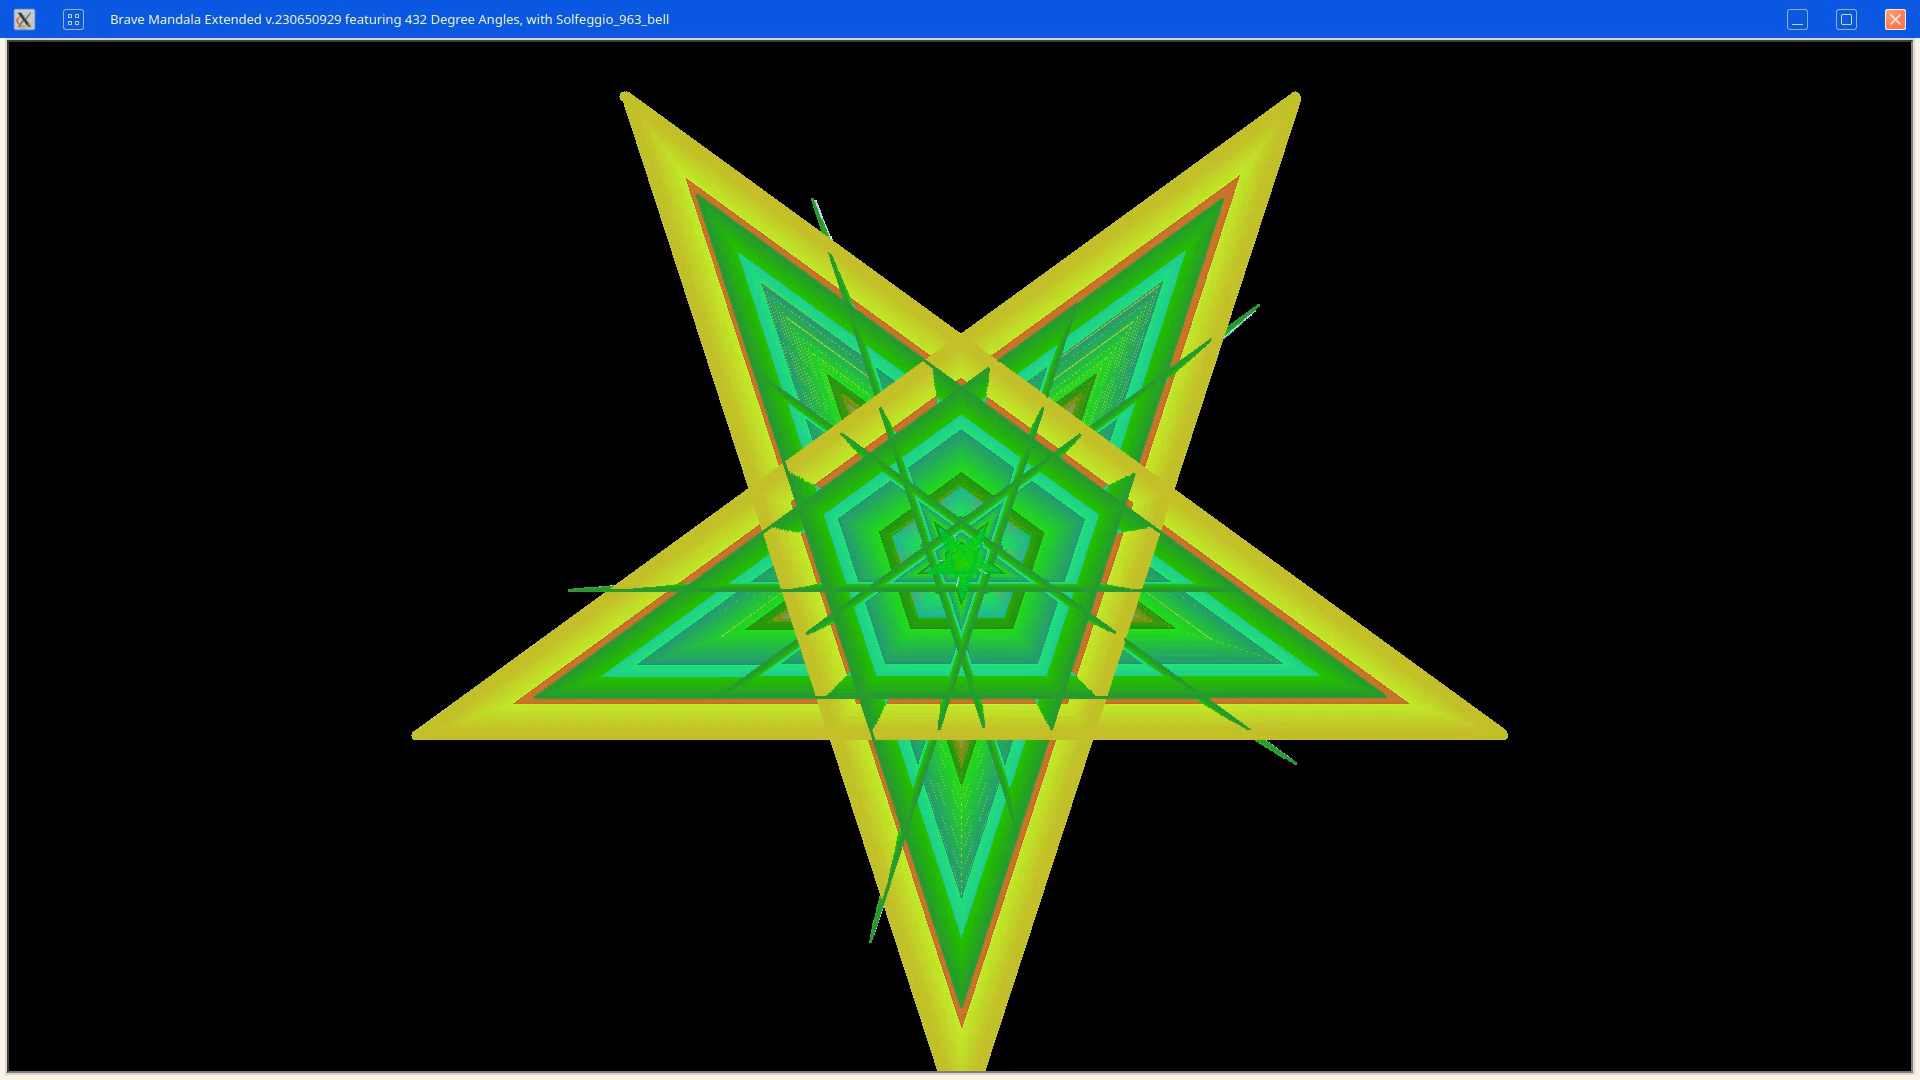 Brave Mandala Extended v.230650929 featuring 432 Degree Angles, with Solfeggio_963_bell